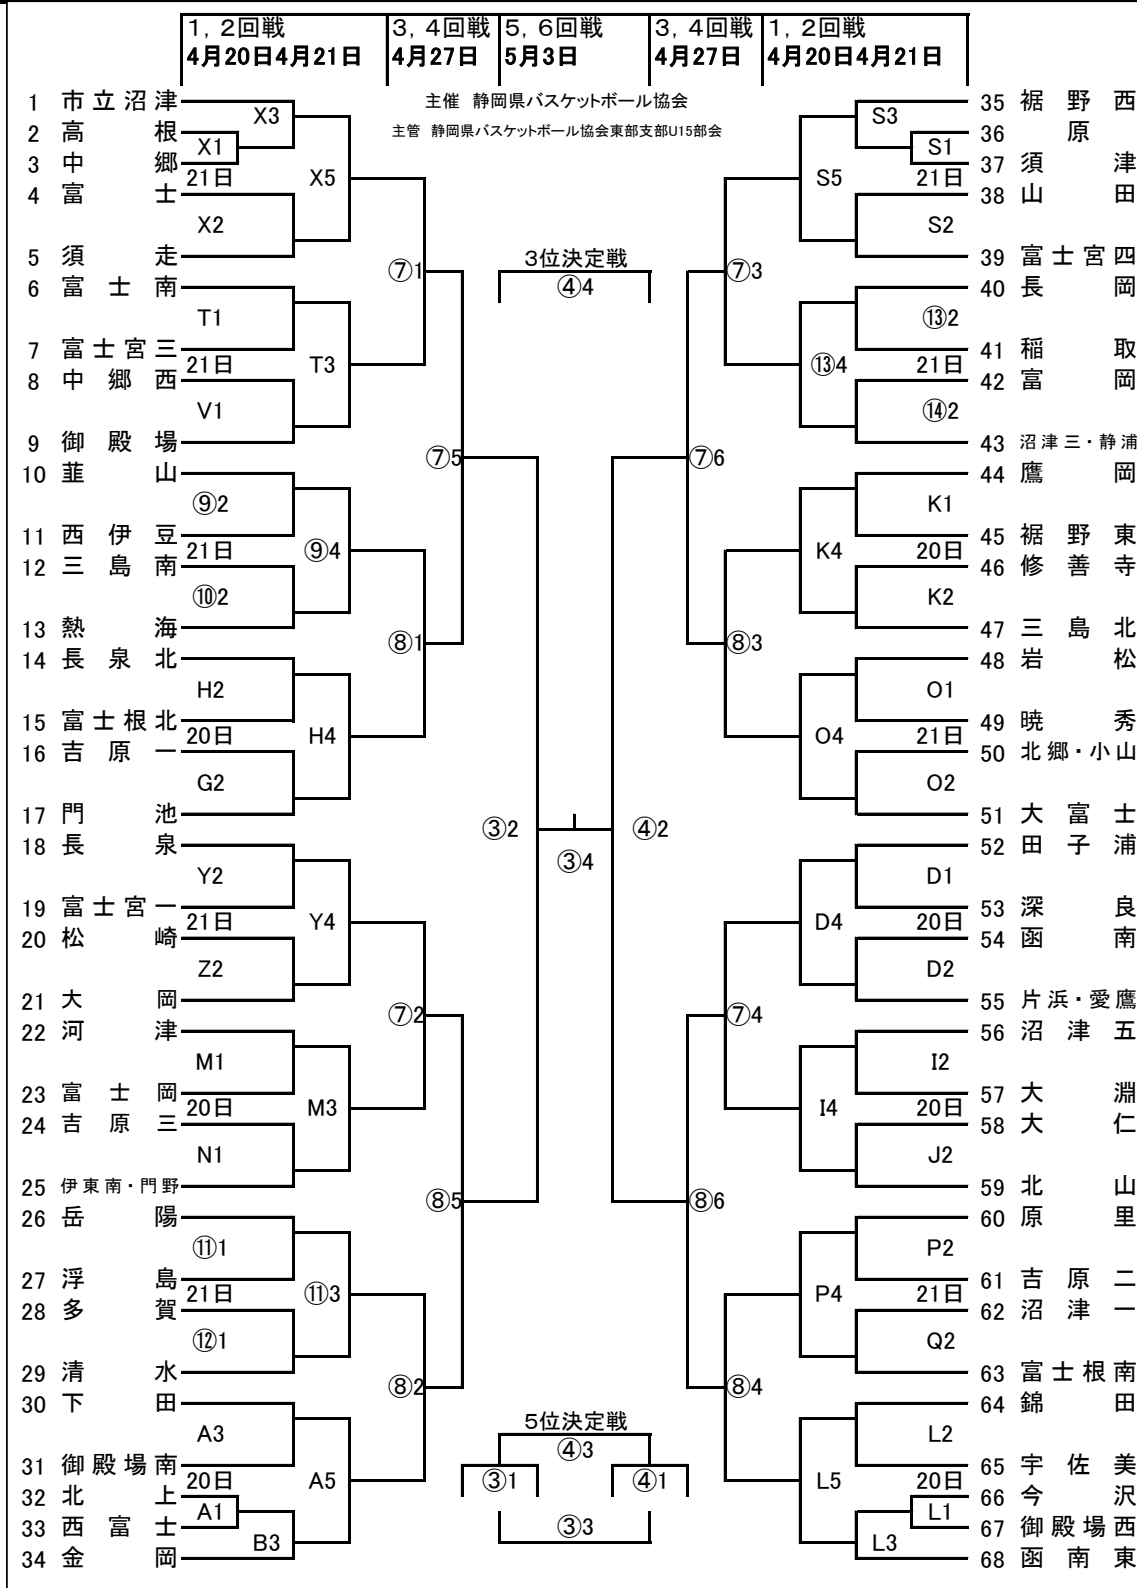 1，2回戦 3，4回戦 5，6回戦 3，4回戦 1，2回戦
4月20日4月21日 4月27日 5月3日 4月27日 4月20日4月21日
主催 静岡県バスケットボール協会
主管 静岡県バスケットボール協会東部支部U15部会
1 市立沼津
2 高根
3 中郷
4 富士
5 須走
6 富士南
7 富士宮三
8 中郷西
9 御殿場
10 韮山
11 西伊豆
12 三島南
13 熱海
14 長泉北
15 富士根北
16 吉原一
17 門池
18 長泉
19 富士宮一
20 松崎
21 大岡
22 河津
23 富士岡
24 吉原三
25 伊東南・門野
26 岳陽
27 浮島
28 多賀
29 清水
30 下田
31 御殿場南
32 北上
33 西富士
34 金岡
X3
X1
21日
X2
T1
21日
V1
⑨2
21日
⑩2
H2
20日
G2
Y2
21日
Z2
M1
20日
N1
⑪1
21日
⑫1
A3
20日
A1
B3
X5
T3
⑨4
H4
Y4
M3
⑪3
A5
⑦1
⑧1
⑦2
⑧2
⑦5
⑧5
3位決定戦
④4
③2
③4
④2
5位決定戦
④3
③1
④1
③3
⑦6
⑧6
⑦3
⑧3
⑦4
⑧4
S5
⑬4
K4
O4
D4
I4
P4
L5
S3
S1
21日
S2
⑬2
21日
⑭2
K1
20日
K2
O1
21日
O2
D1
20日
D2
I2
20日
J2
P2
21日
Q2
L2
20日
L1
L3
35 裾野西
36 原
37 須津
38 山田
39 富士宮四
40 長岡
41 稲取
42 富岡
43 沼津三・静浦
44 鷹岡
45 裾野東
46 修善寺
47 三島北
48 岩松
49 暁秀
50 北郷・小山
51 大富士
52 田子浦
53 深良
54 函南
55 片浜・愛鷹
56 沼津五
57 大淵
58 大仁
59 北山
60 原里
61 吉原二
62 沼津一
63 富士根南
64 錦田
65 宇佐美
66 今沢
67 御殿場西
68 函南東